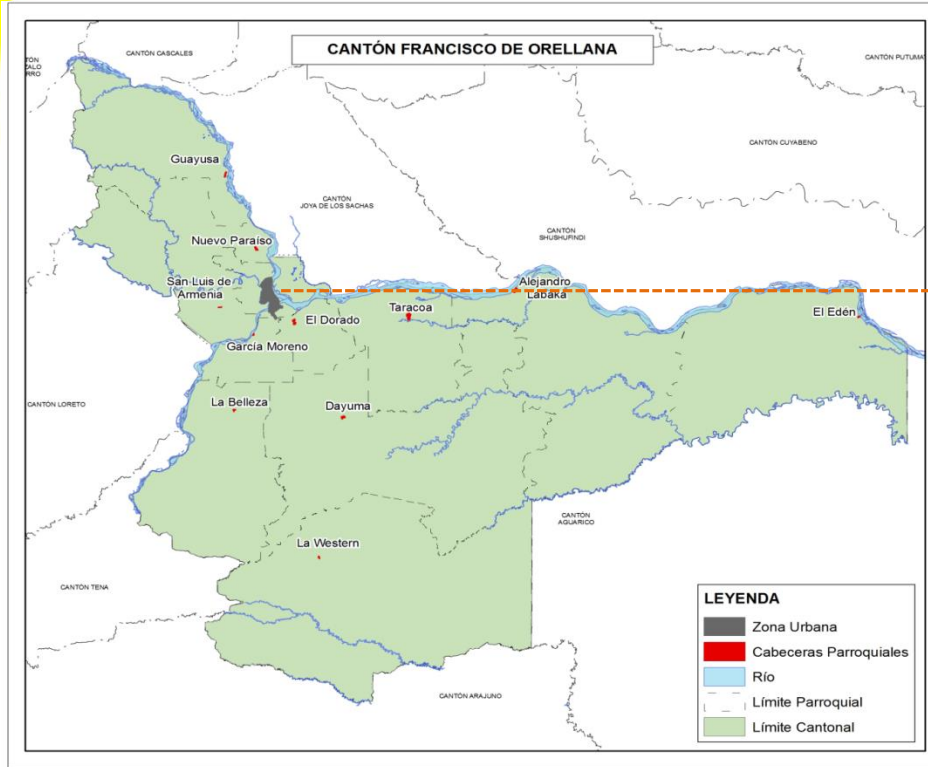 CANTÓN FRANCISCO DE ORELLANA
CANTÓN CASCALES
CANTÓN
CANTÓN CUYABENO
Guayusa
CANTÓN
JOYA DE LOS SACHAS
CANTÓN
SHUSHUFINDI
Nuevo Paraíso
San Luis de
Armenia
Alejandro
Labaka
Taracoa
El Dorado
El Edén
García Moreno
CANTÓN LORETO
La Belleza
Dayuma
CANTÓN
AGUARICO
La Western
CANTÓN TENA
CANTÓN ARAJUNO
LEYENDA
Zona Urbana
Cabeceras Parroquiales
Río
Límite Parroquial
Límite Cantonal